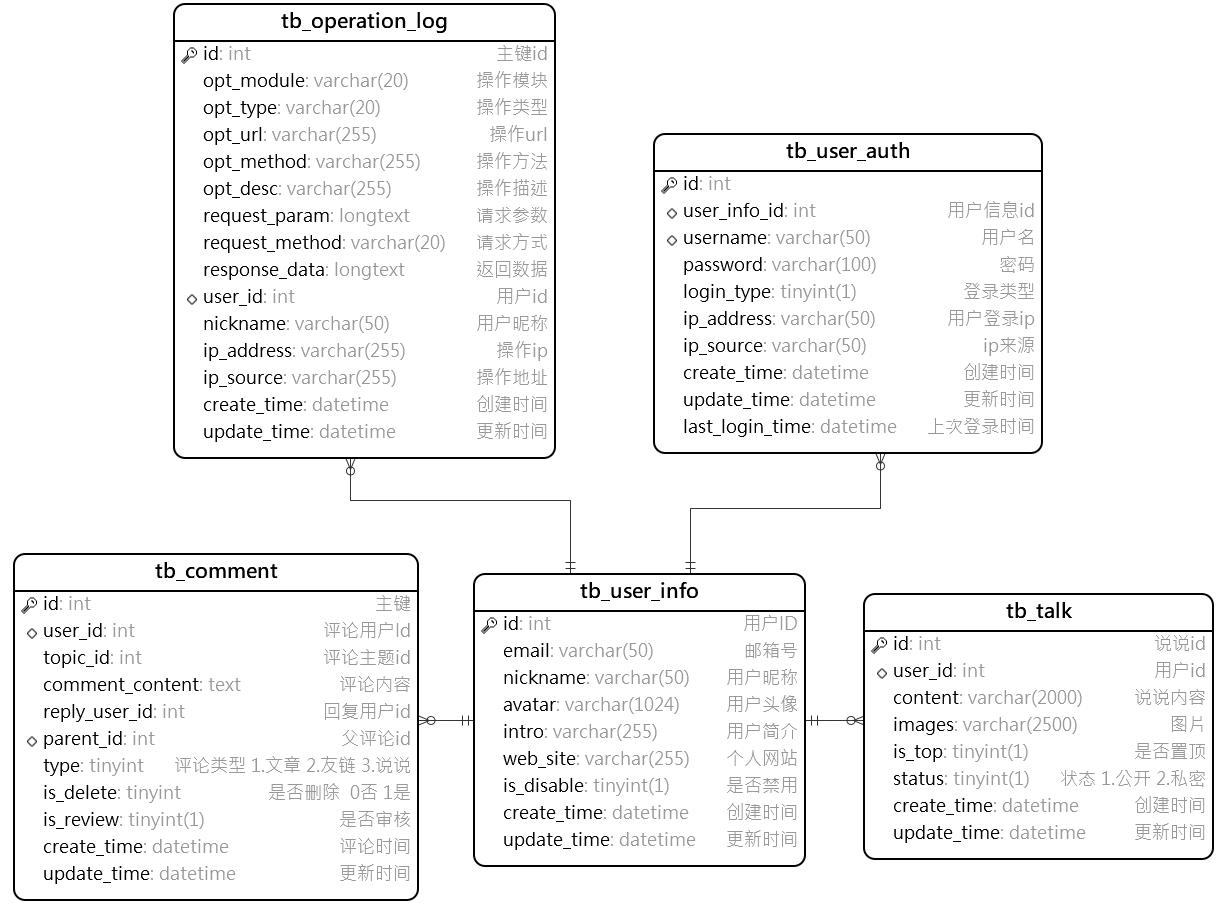 tb_operation_log
id: int 主键id
opt_module: varchar(20) 操作模块
opt_type: varchar(20) 操作类型
opt_url: varchar(255) 操作url
opt_method: varchar(255) 操作方法
opt_desc: varchar(255) 操作描述
request_param: longtext 请求参数
request_method: varchar(20) 请求方式
response_data: longtext 返回数据
user_id: int 用户id
nickname: varchar(50) 用户昵称
ip_address: varchar(255) 操作ip
ip_source: varchar(255) 操作地址
create_time: datetime 创建时间
update_time: datetime 更新时间
tb_user_auth
id: int
user_info_id: int 用户信息id
username: varchar(50) 用户名
password: varchar(100) 密码
login_type: tinyint(1) 登录类型
ip_address: varchar(50) 用户登录ip
ip_source: varchar(50) ip来源
create_time: datetime 创建时间
update_time: datetime 更新时间
last_login_time: datetime 上次登录时间
tb_comment
id: int 主键
user_id: int 评论用户Id
topic_id: int 评论主题id
comment_content: text 评论内容
reply_user_id: int 回复用户id
parent_id: int 父评论id
type: tinyint 评论类型 1.文章 2.友链 3.说说
is_delete: tinyint 是否删除 0否 1是
is_review: tinyint(1) 是否审核
create_time: datetime 评论时间
update_time: datetime 更新时间
tb_user_info
id: int 用户ID
email: varchar(50) 邮箱号
nickname: varchar(50) 用户昵称
avatar: varchar(1024) 用户头像
intro: varchar(255) 用户简介
web_site: varchar(255) 个人网站
is_disable: tinyint(1) 是否禁用
create_time: datetime 创建时间
update_time: datetime 更新时间
tb_talk
id: int 说说id
user_id: int 用户id
content: varchar(2000) 说说内容
images: varchar(2500) 图片
is_top: tinyint(1) 是否置顶
status: tinyint(1) 状态 1.公开 2.私密
create_time: datetime 创建时间
update_time: datetime 更新时间